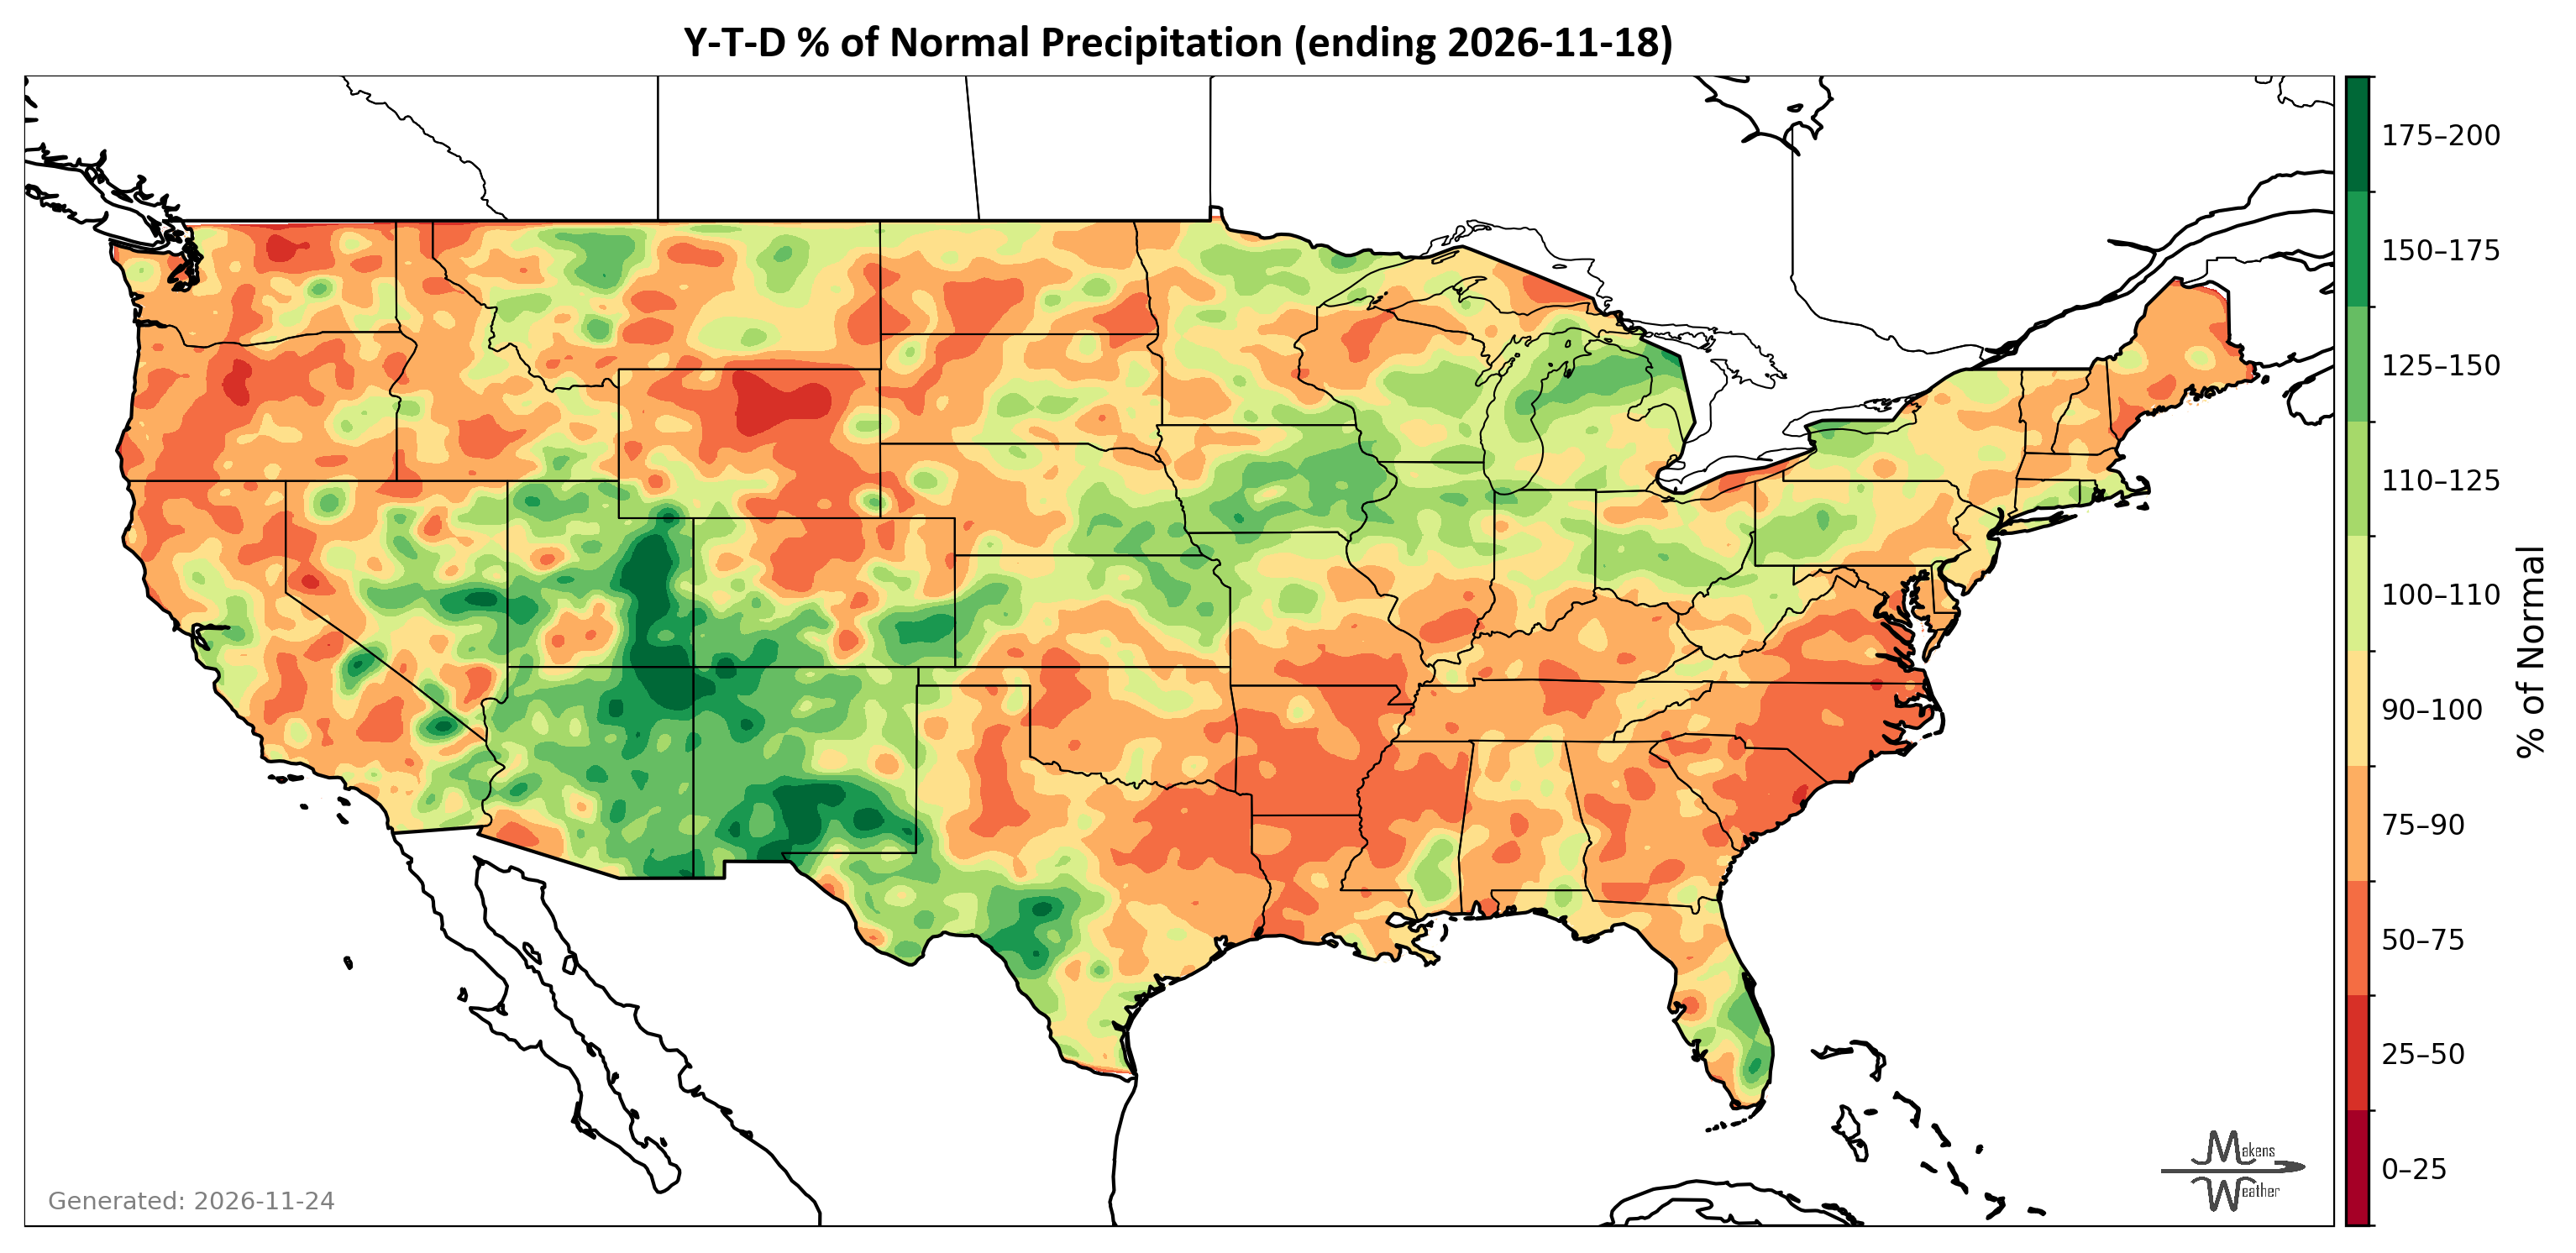 Y-T-D % of Normal Precipitation (ending 2026-11-18)
175–200
150–175
125–150
110–125
100–110
90–100
75–90
50–75
25–50
0–25
% of Normal
Generated: 2026-11-24
Makens
Weather